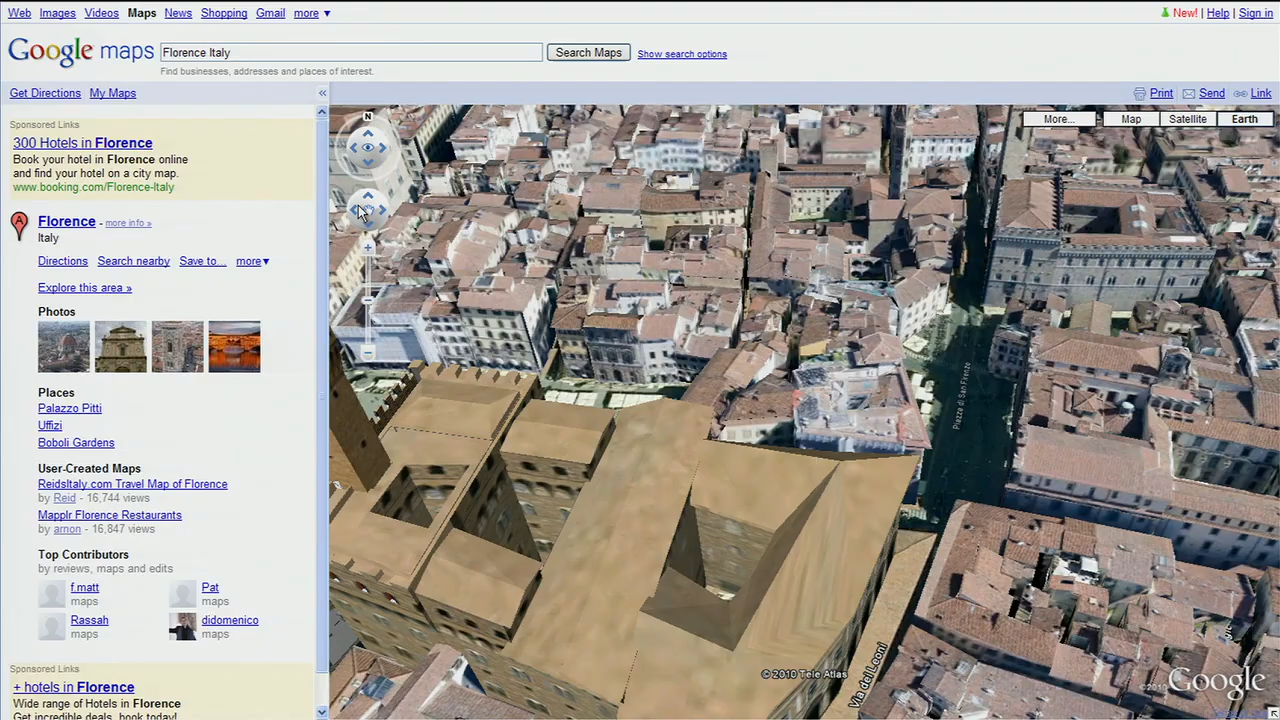 Web Images Videos Maps News Shopping Gmail more ▼
New! | Help | Sign in
Google maps
Florence Italy
Search Maps
Show search options
Find businesses, addresses and places of interest.
Get Directions My Maps
«
Print Send Link
More... Map Satellite Earth
N
Sponsored Links
300 Hotels in Florence
Book your hotel in Florence online
and find your hotel on a city map.
www.booking.com/Florence-Italy
A
Florence - more info »
Italy
Directions Search nearby Save to... more▼
Explore this area »
Photos
Places
Palazzo Pitti
Uffizi
Boboli Gardens
User-Created Maps
ReidsItaly.com Travel Map of Florence
by Reid - 16,744 views
Mapplr Florence Restaurants
by arnon - 16,847 views
Top Contributors
by reviews, maps and edits
f.matt
maps
Pat
maps
Rassah
maps
didomenico
maps
Sponsored Links
+ hotels in Florence
Wide range of Hotels in Florence
Get incredible deals, book today!
Piazza di San Firenze
Via dei Leoni
© 2010 Tele Atlas
Google